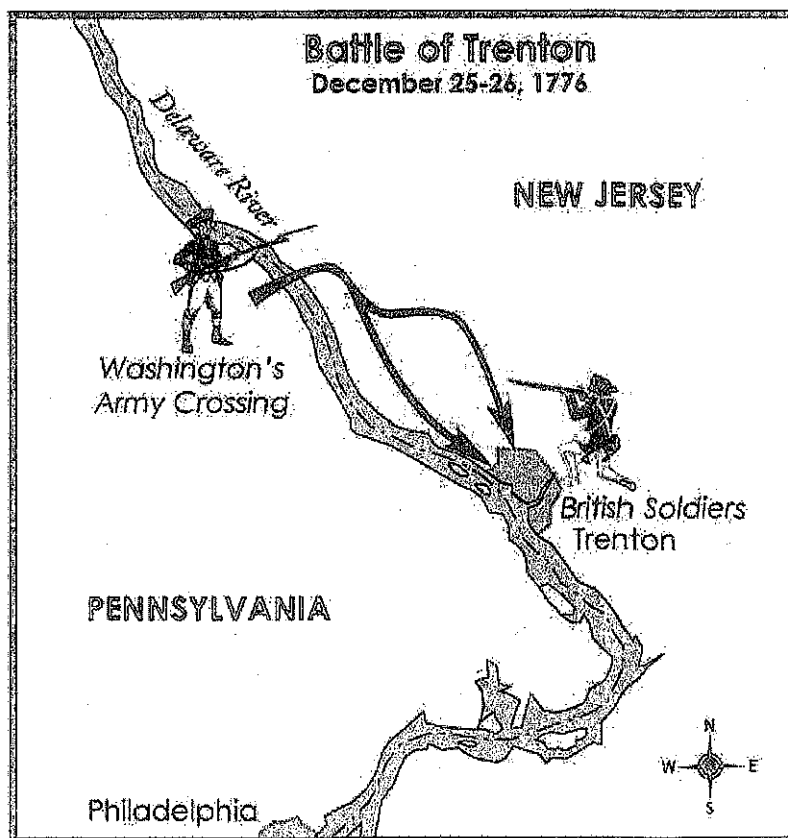 Battle of Trenton
December 25-26, 1776
Delaware River
NEW JERSEY
Washington's
Army Crossing
British Soldiers
Trenton
PENNSYLVANIA
N
W E
S
Philadelphia